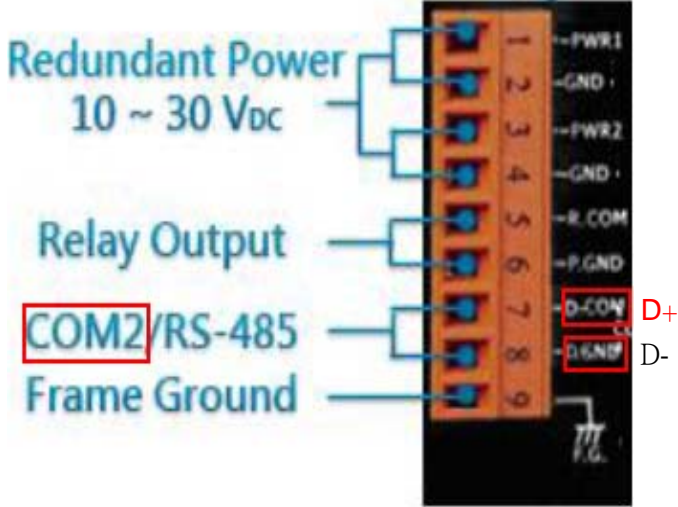 Redundant Power
10 ~ 30 VDC
Relay Output
COM2/RS-485
Frame Ground
1 PWR1
2 GND
3 PWR2
4 GND
5 R.COM
6 P.GND
7 D-COM D+
8 D.GND D-
9
F.G.